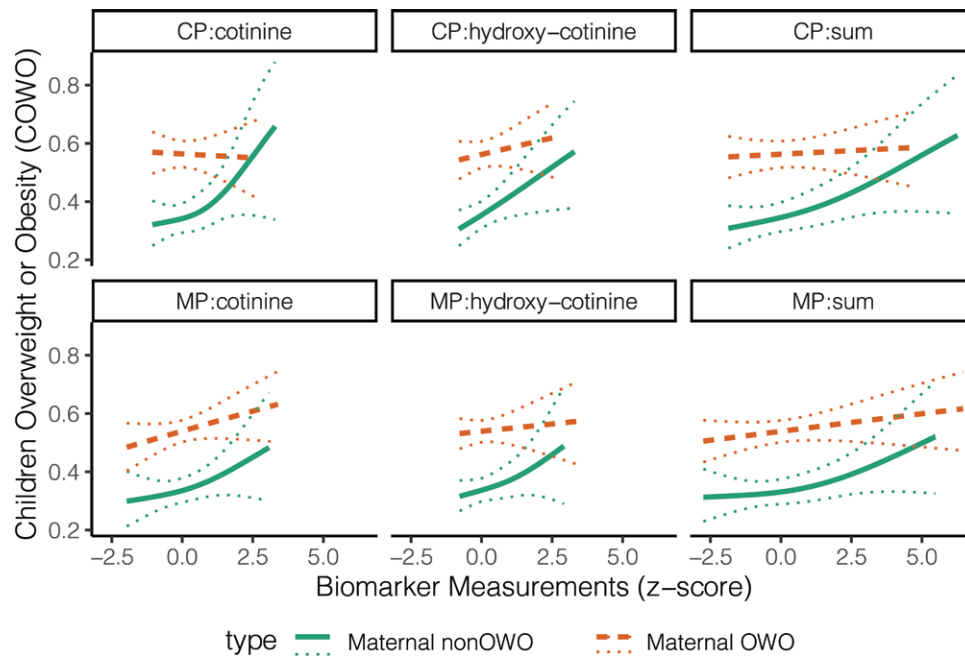 CP:cotinine
CP:hydroxy−cotinine
CP:sum
0.8
0.6
0.4
0.2
MP:cotinine
MP:hydroxy−cotinine
MP:sum
0.8
0.6
0.4
0.2
Children Overweight or Obesity (COWO)
−2.5 0.0 2.5 5.0
−2.5 0.0 2.5 5.0
−2.5 0.0 2.5 5.0
Biomarker Measurements (z−score)
type Maternal nonOWO Maternal OWO